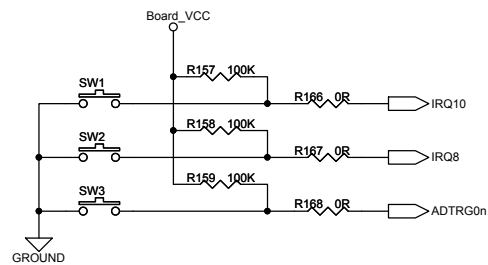 Board_VCC
R157 100K
SW1
R166 0R
IRQ10
R158 100K
SW2
R167 0R
IRQ8
R159 100K
SW3
R168 0R
ADTRG0n
GROUND